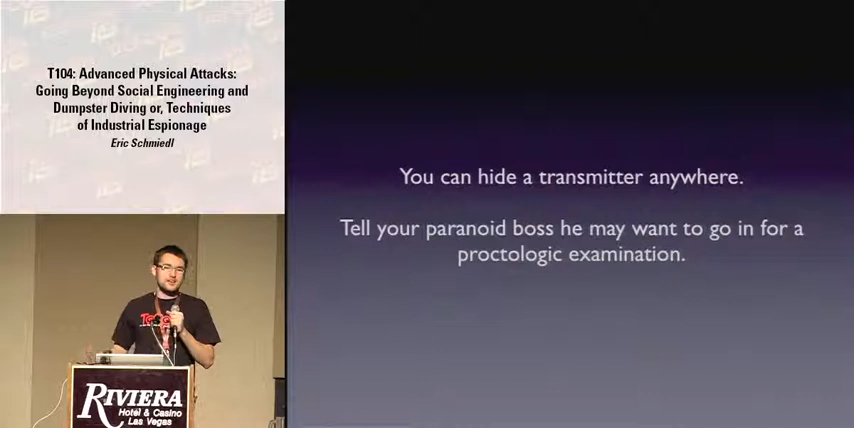 T104: Advanced Physical Attacks:
Going Beyond Social Engineering and
Dumpster Diving or, Techniques
of Industrial Espionage
Eric Schmiedl
You can hide a transmitter anywhere.
Tell your paranoid boss he may want to go in for a
proctologic examination.
RIVIERA
Hotel & Casino
Las Vegas